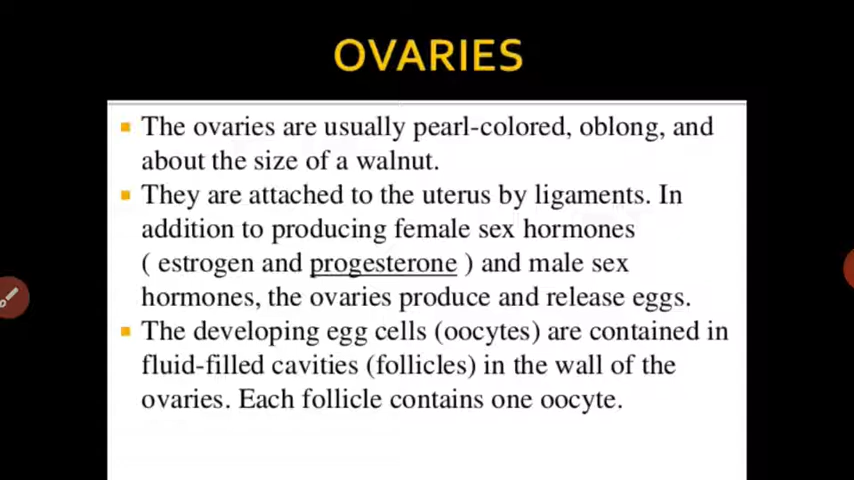 OVARIES
The ovaries are usually pearl-colored, oblong, and
about the size of a walnut.
They are attached to the uterus by ligaments. In
addition to producing female sex hormones
( estrogen and progesterone ) and male sex
hormones, the ovaries produce and release eggs.
The developing egg cells (oocytes) are contained in
fluid-filled cavities (follicles) in the wall of the
ovaries. Each follicle contains one oocyte.